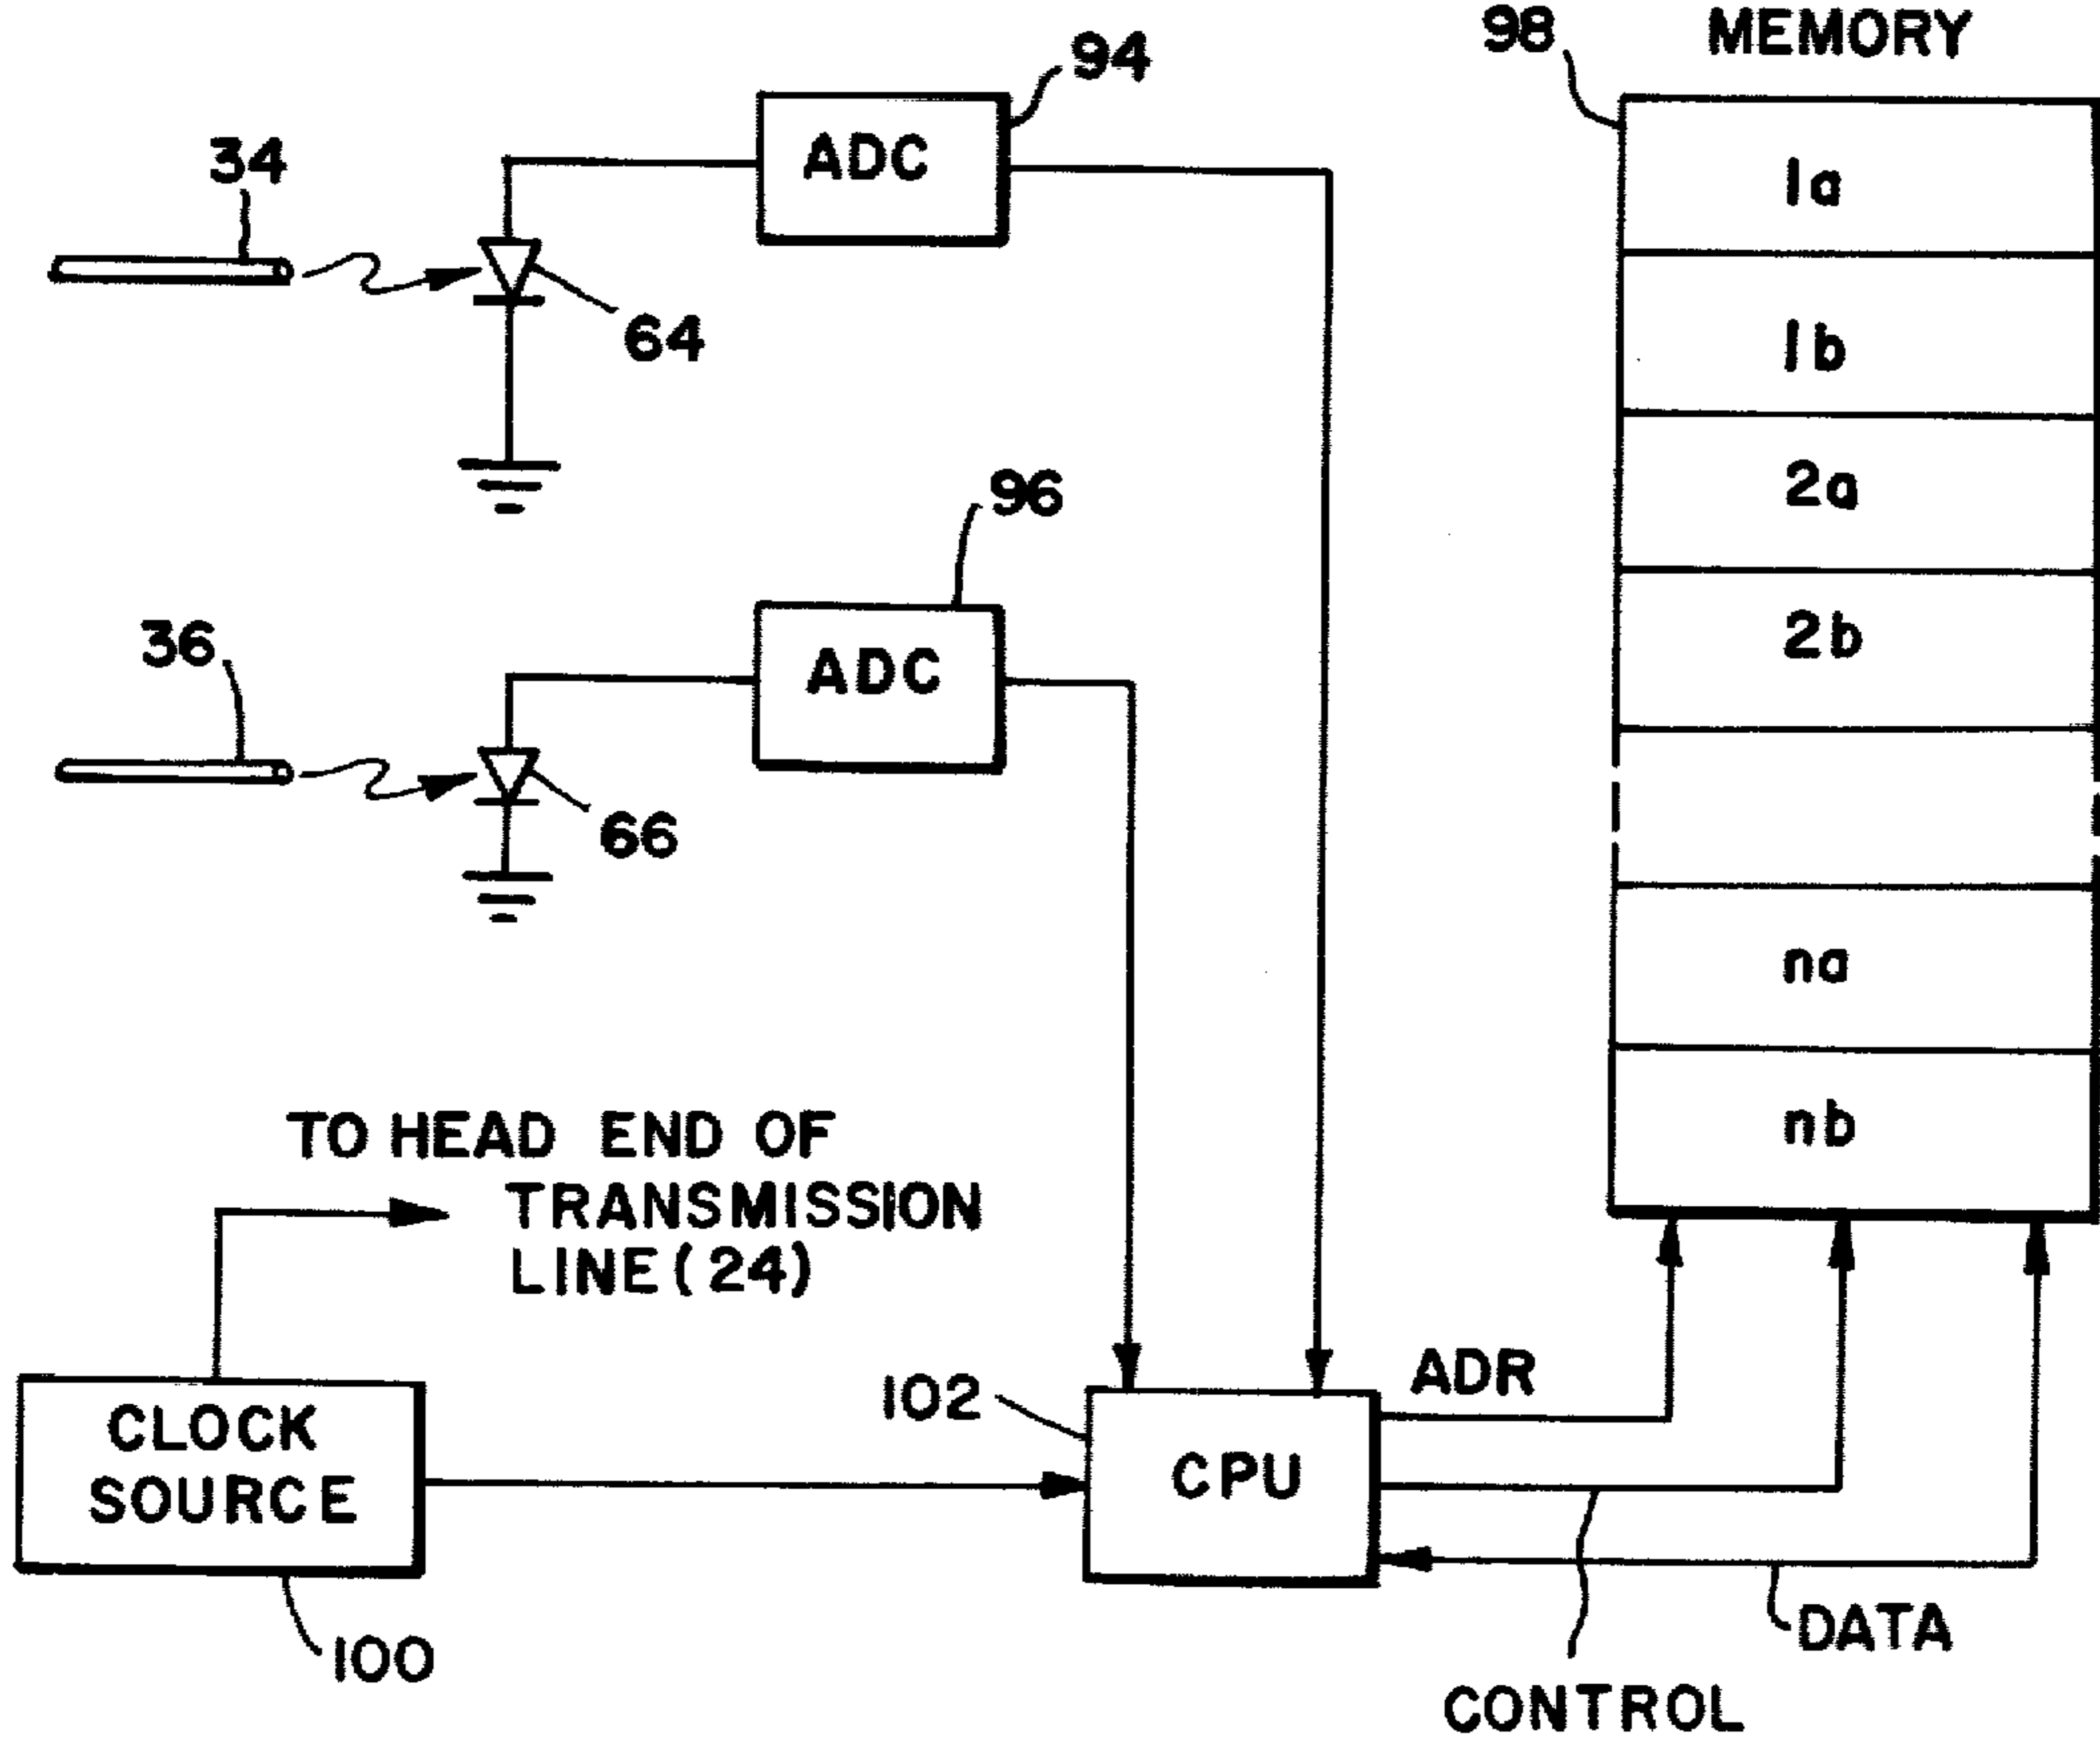 98
MEMORY
94
ADC
34
1a
64
1b
96
2a
36
ADC
2b
66
na
nb
TO HEAD END OF
TRANSMISSION
LINE (24)
ADR
102
CLOCK
SOURCE
CPU
DATA
100
CONTROL